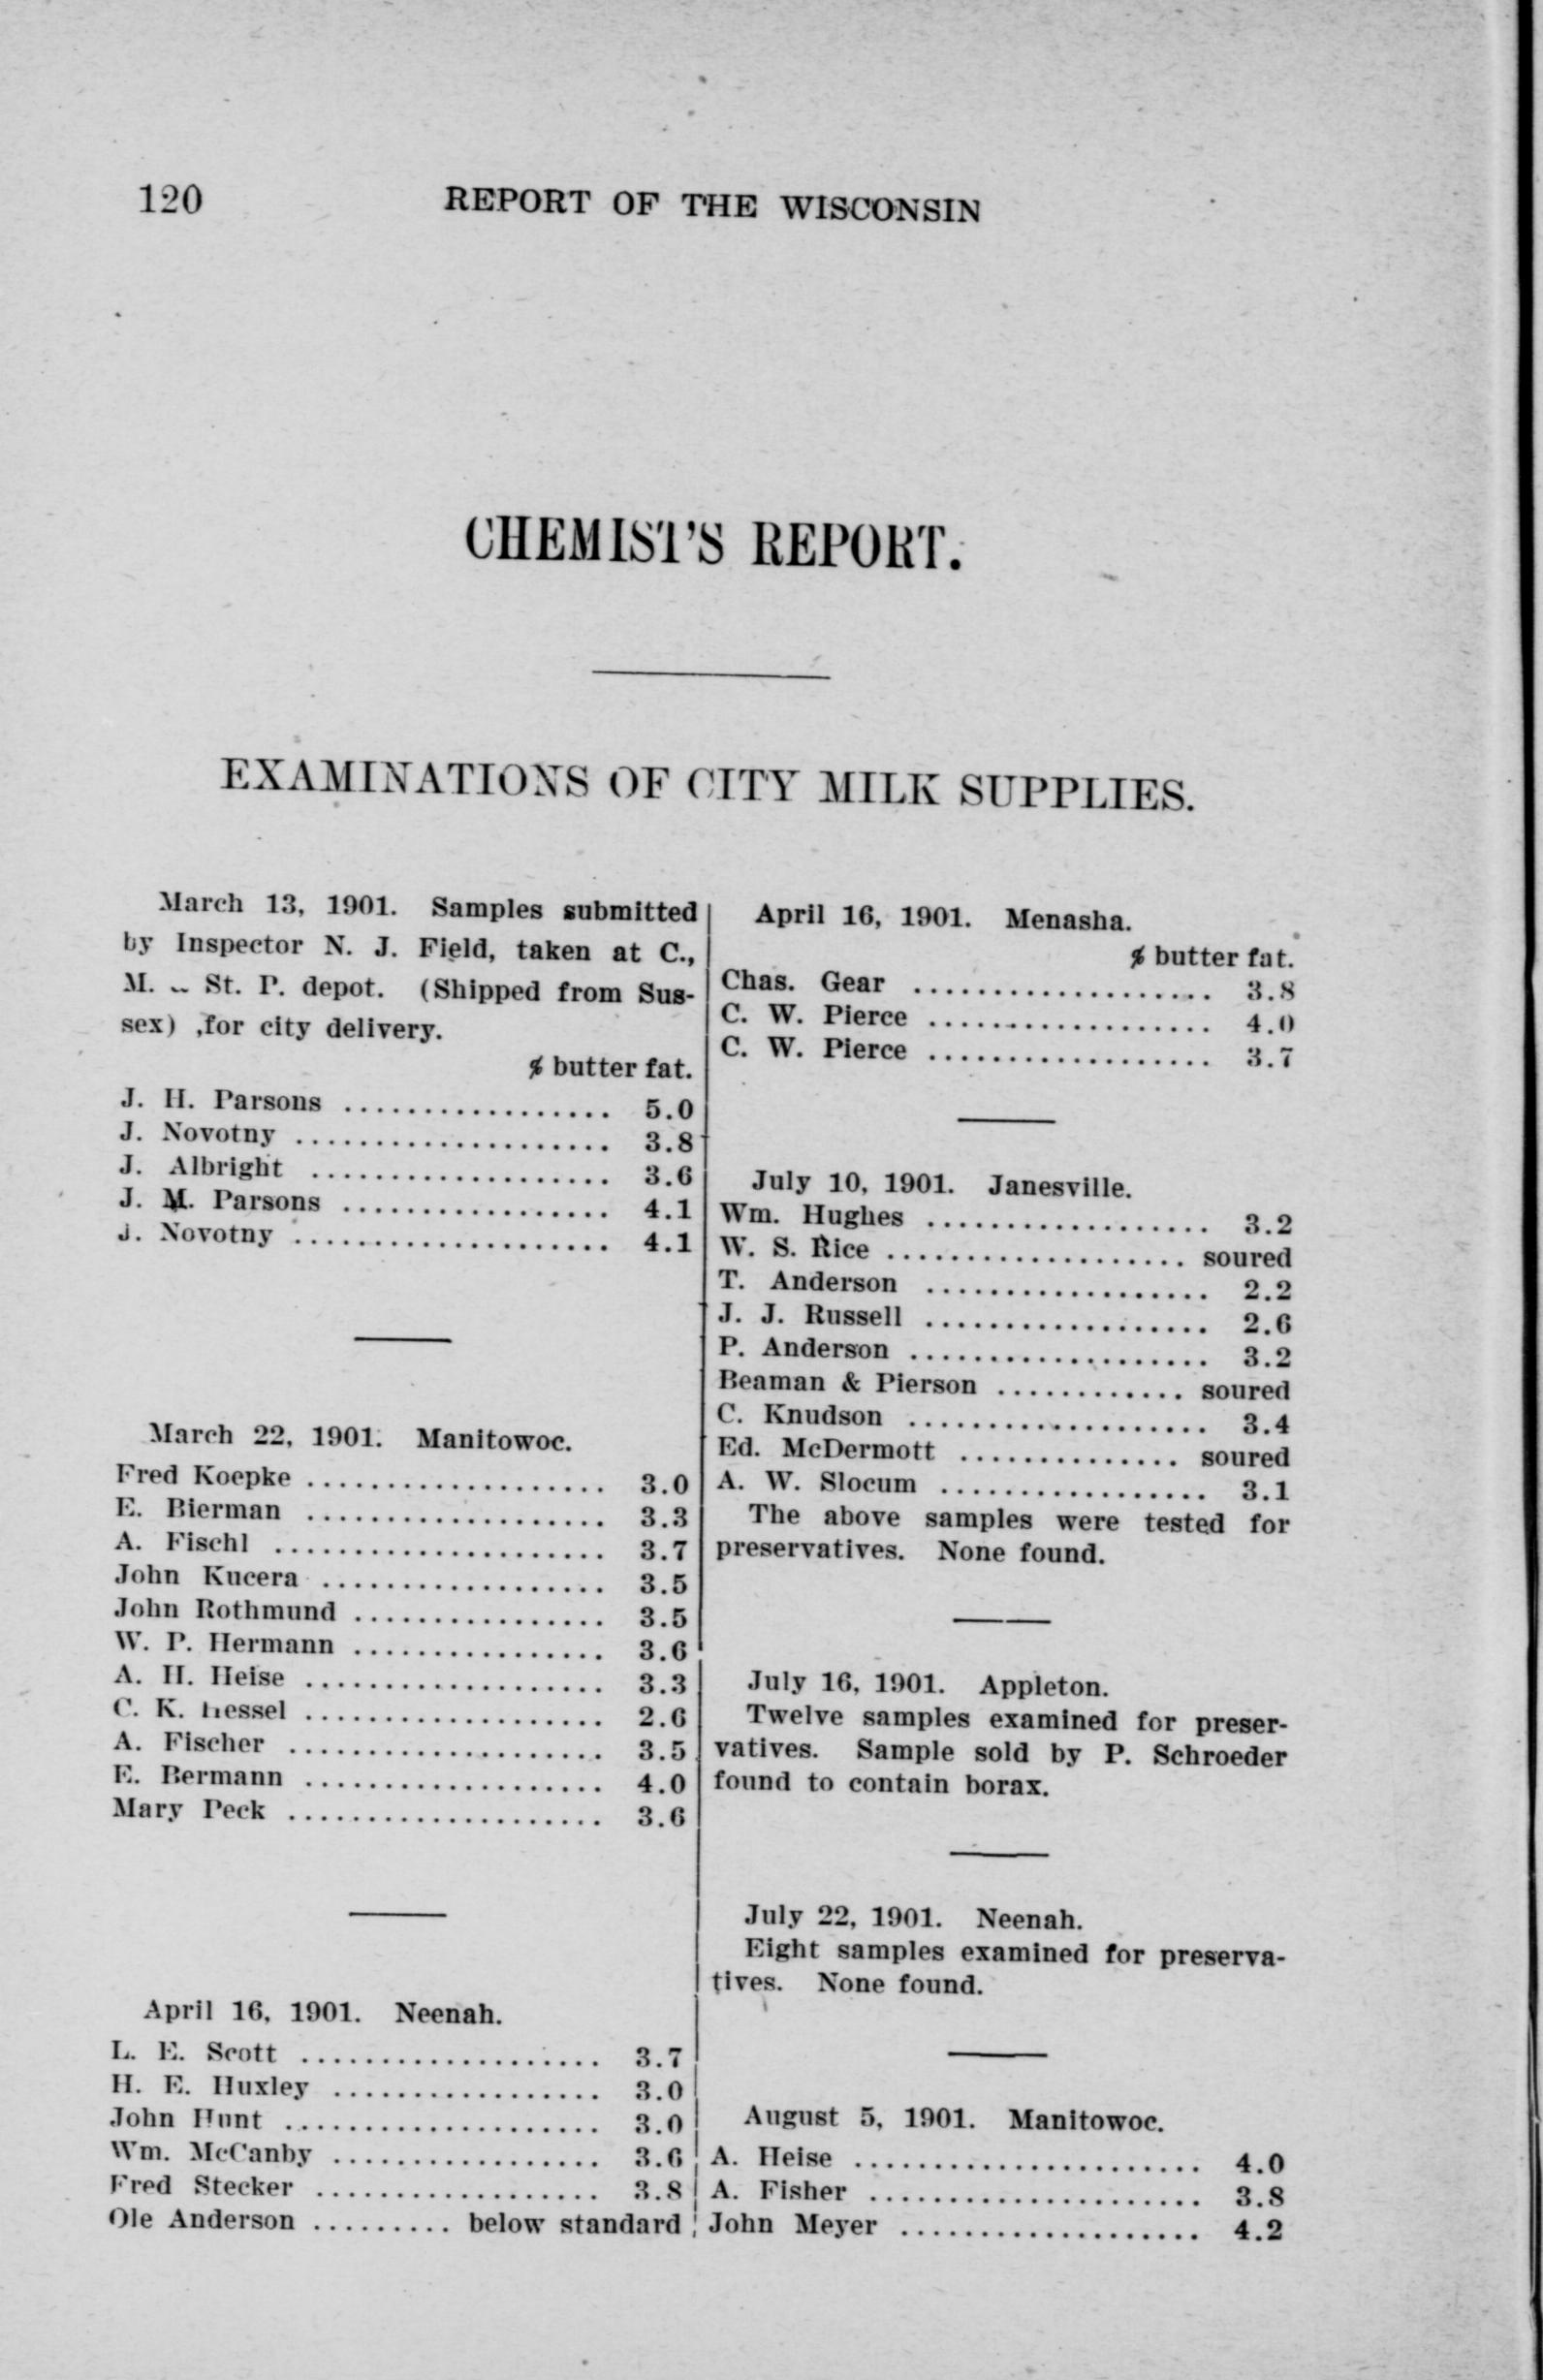 120 REPORT OF THE WISCONSIN
CHEMIST'S REPORT.
EXAMINATIONS OF CITY MILK SUPPLIES.
March 13, 1901. Samples submitted
by Inspector N. J. Field, taken at C.,
M. St. P. depot. (Shipped from Sus-
sex) ,for city delivery.
% butter fat.
J. H. Parsons .................. 5.0
J. Novotny .................... 3.8
J. Albright ................... 3.6
J. M. Parsons ................. 4.1
J. Novotny .................... 4.1
March 22, 1901. Manitowoc.
Fred Koepke ................... 3.0
E. Bierman ................... 3.3
A. Fischl ..................... 3.7
John Kucera .................. 3.5
John Rothmund ................ 3.5
W. P. Hermann ................ 3.6
A. H. Heise ................... 3.3
C. K. Hessel ................... 2.6
A. Fischer .................... 3.5
E. Bermann ................... 4.0
Mary Peck .................... 3.6
April 16, 1901. Neenah.
L. E. Scott ................... 3.7
H. E. Huxley ................. 3.0
John Hunt .................... 3.0
Wm. McCanby ................. 3.6
Fred Stecker .................. 3.8
Ole Anderson ......... below standard
April 16, 1901. Menasha.
% butter fat.
Chas. Gear ................... 3.8
C. W. Pierce .................. 4.0
C. W. Pierce .................. 3.7
July 10, 1901. Janesville.
Wm. Hughes .................. 3.2
W. S. Rice ................... soured
T. Anderson .................. 2.2
J. J. Russell .................. 2.6
P. Anderson ................... 3.2
Beaman & Pierson ............ soured
C. Knudson ................... 3.4
Ed. McDermott .............. soured
A. W. Slocum ................. 3.1
The above samples were tested for
preservatives. None found.
July 16, 1901. Appleton.
Twelve samples examined for preser-
vatives. Sample sold by P. Schroeder
found to contain borax.
July 22, 1901. Neenah.
Eight samples examined for preserva-
tives. None found.
August 5, 1901. Manitowoc.
A. Heise ...................... 4.0
A. Fisher ..................... 3.8
John Meyer ................... 4.2